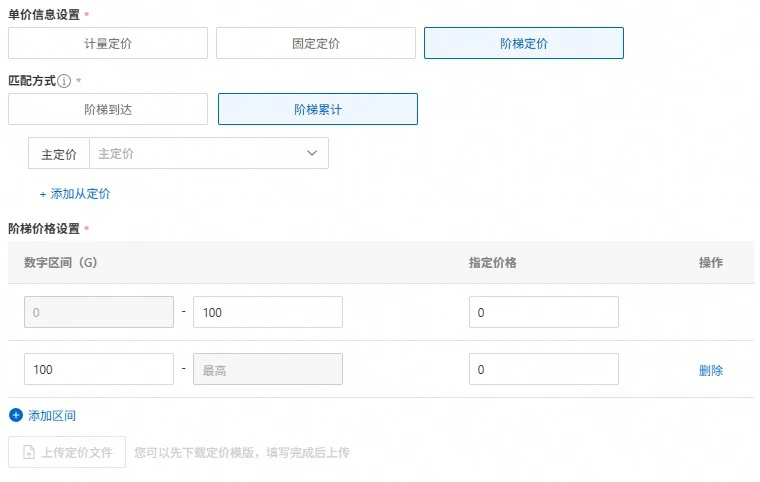 单价信息设置 *
计量定价 固定定价 阶梯定价
匹配方式 *
阶梯到达 阶梯累计
主定价 主定价
+ 添加从定价
阶梯价格设置 *
数字区间（G） 指定价格 操作
0 - 100 0
100 - 最高 0 删除
添加区间
上传定价文件 您可以先下载定价模版，填写完成后上传